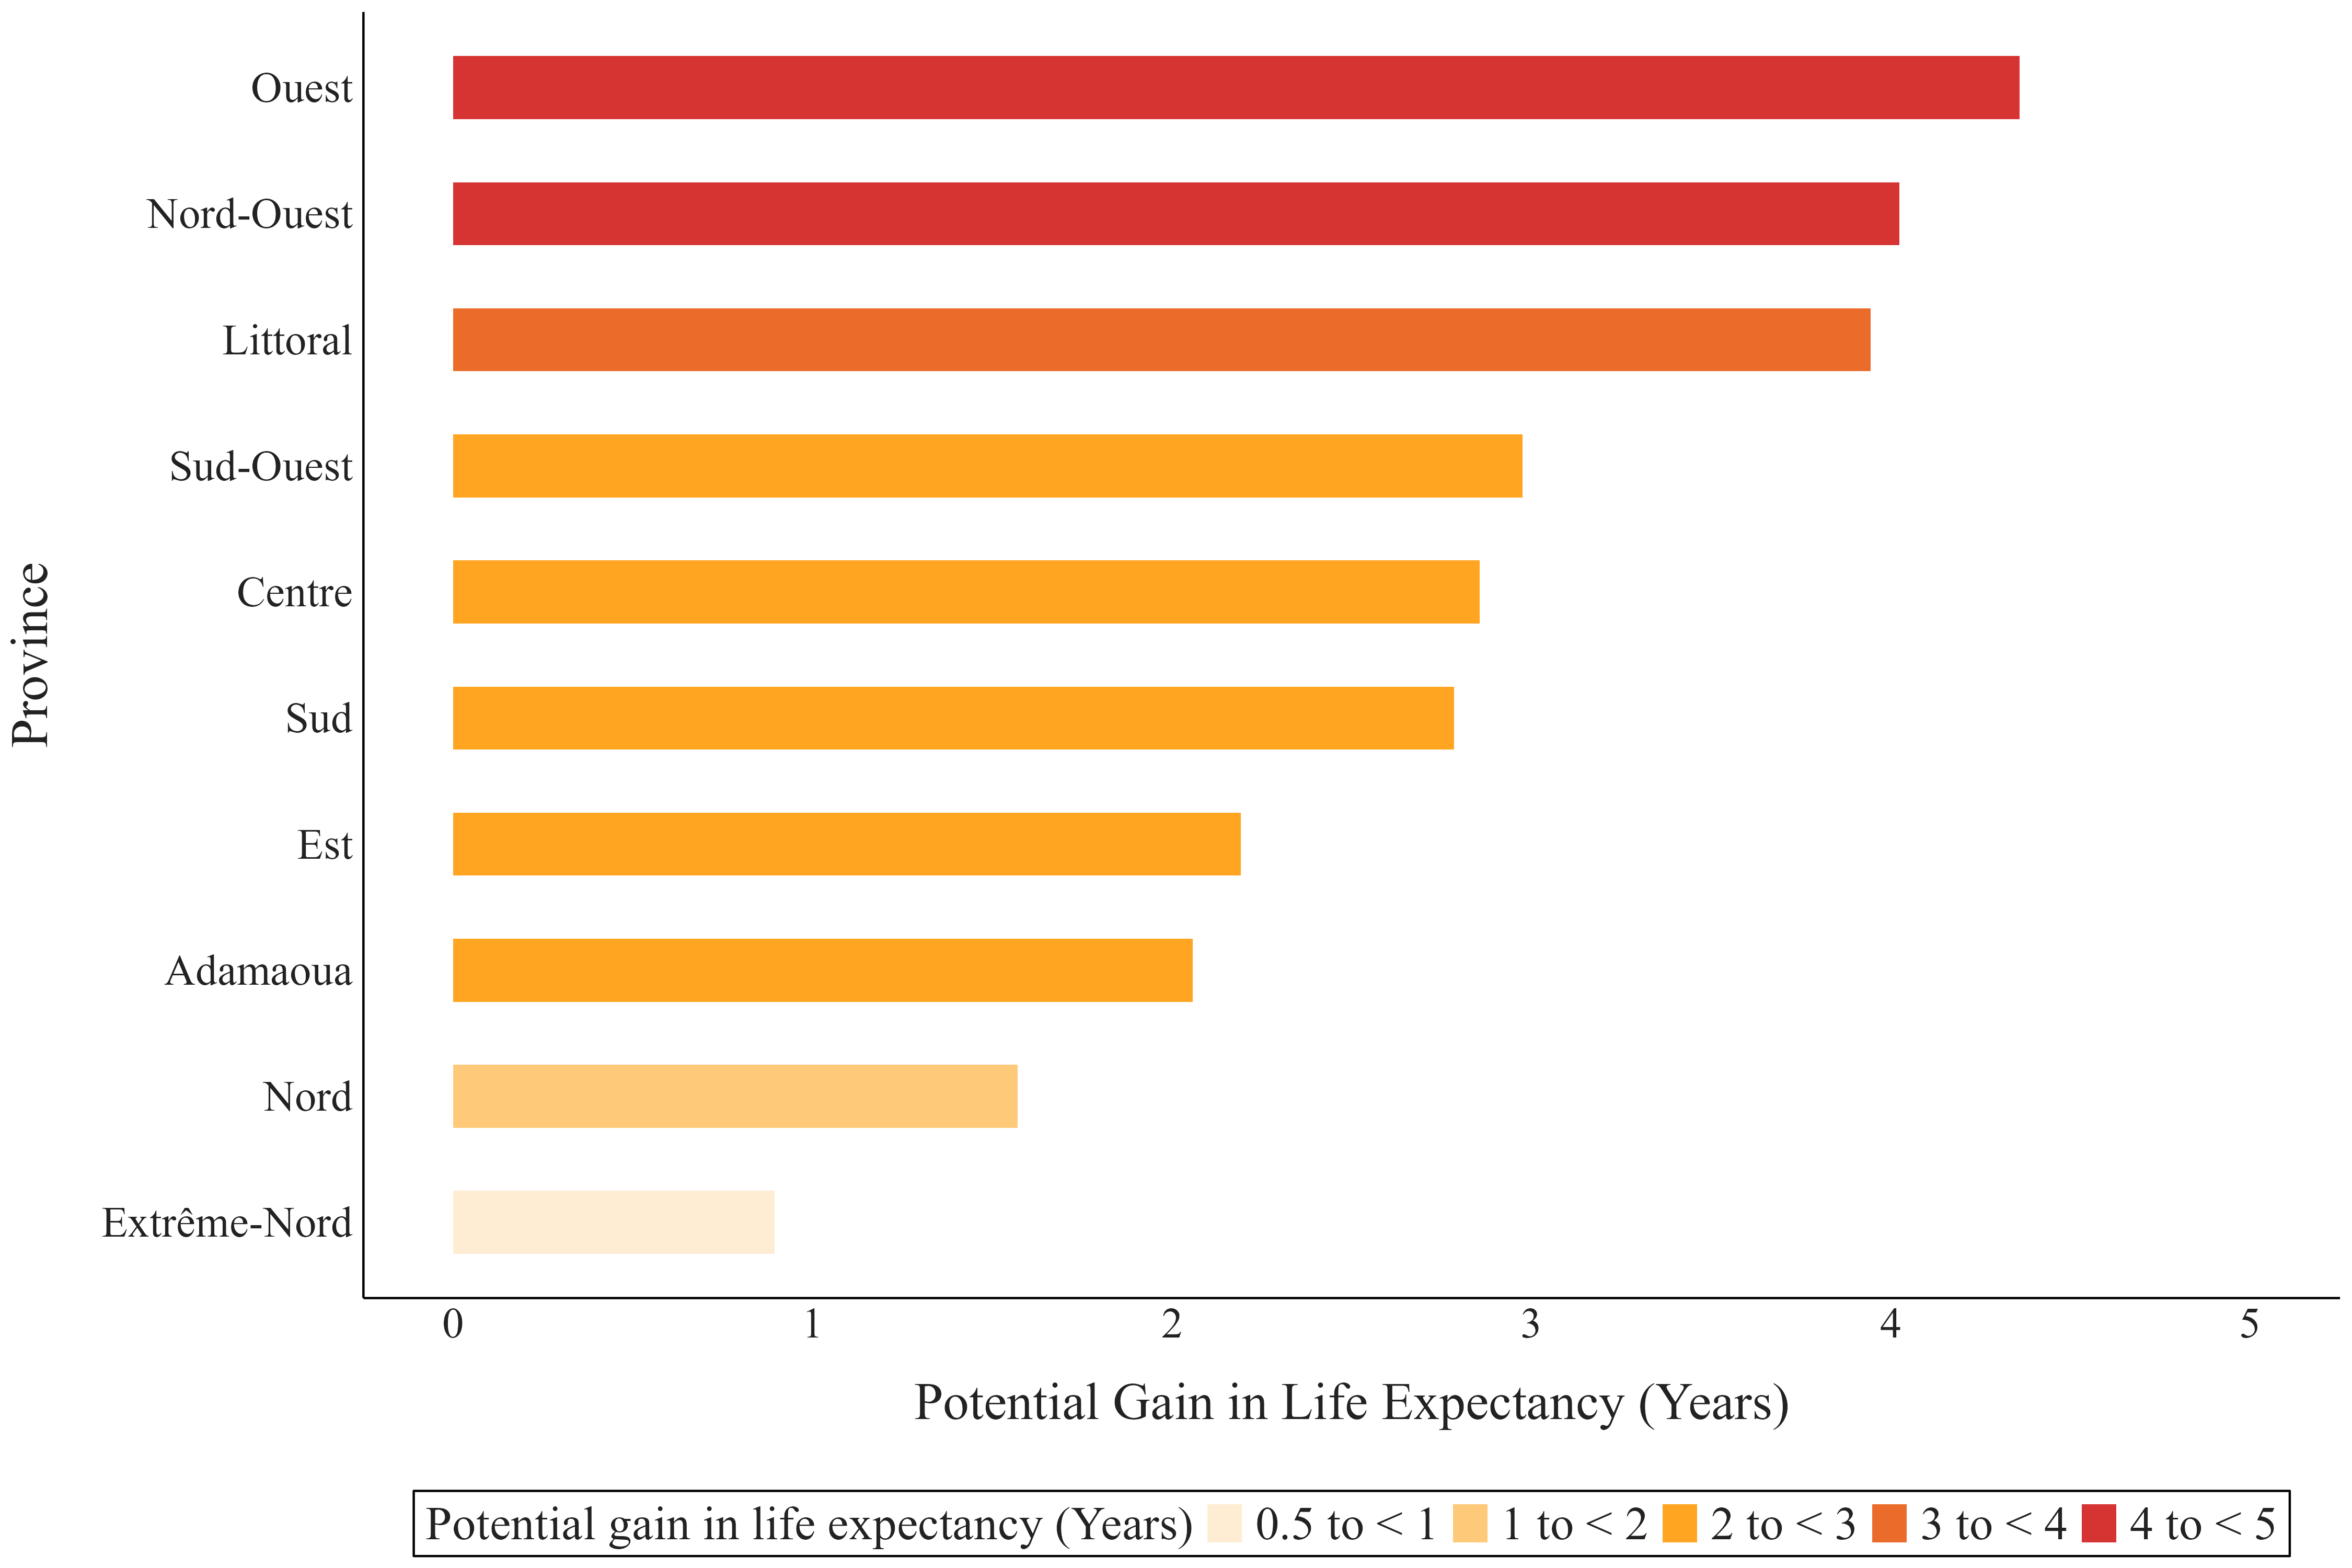 Province
Ouest
Nord-Ouest
Littoral
Sud-Ouest
Centre
Sud
Est
Adamaoua
Nord
Extrême-Nord
0 1 2 3 4 5
Potential Gain in Life Expectancy (Years)
Potential gain in life expectancy (Years) 0.5 to < 1 1 to < 2 2 to < 3 3 to < 4 4 to < 5